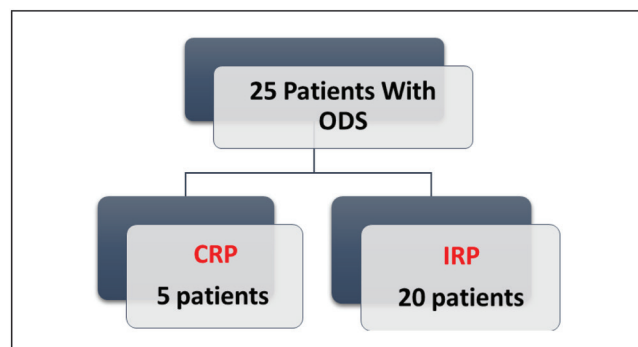 25 Patients With
ODS
CRP
5 patients
IRP
20 patients